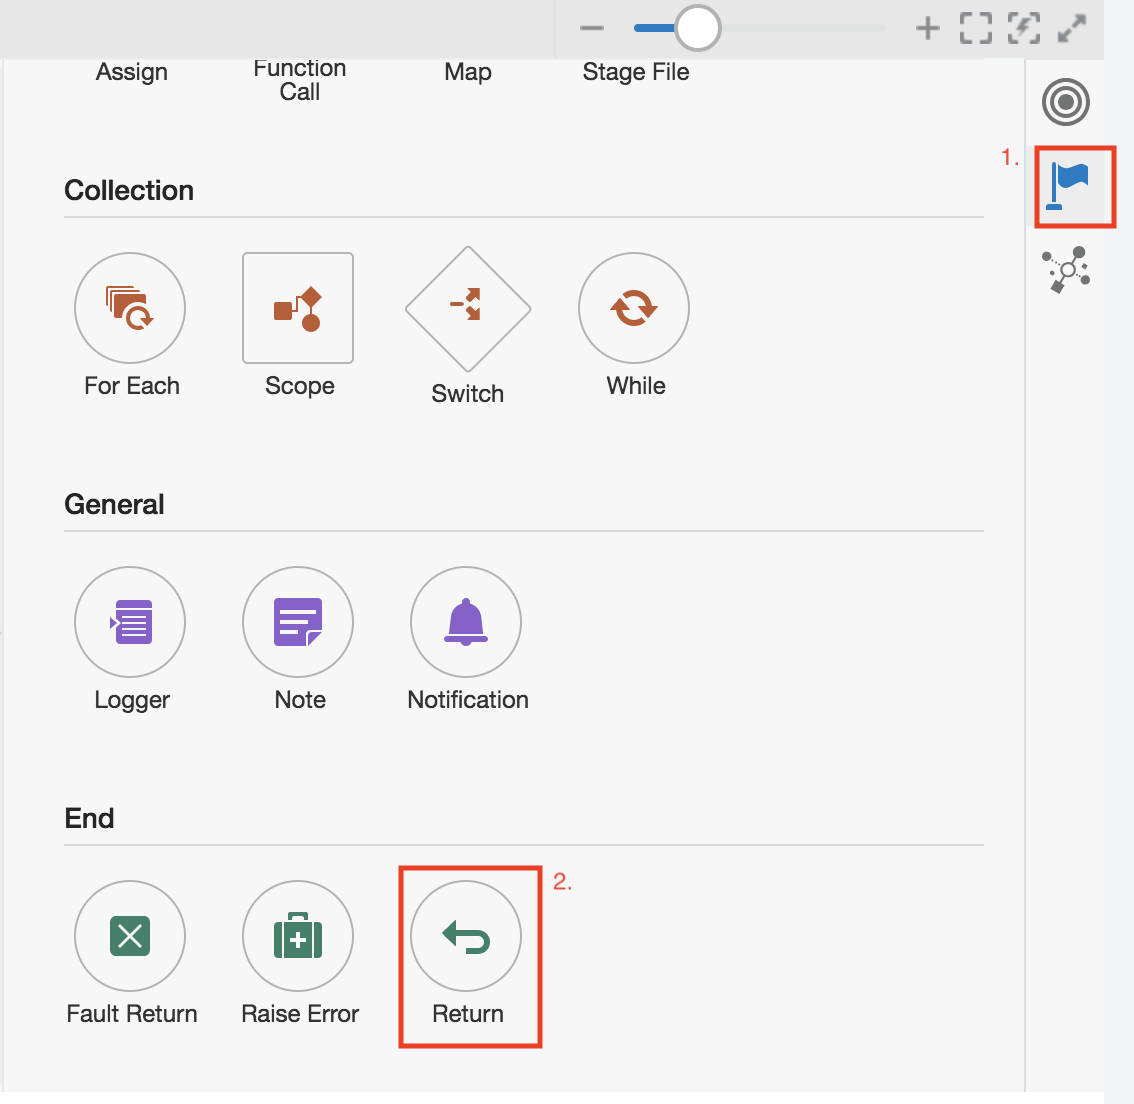 Assign
Function
Call
Map
Stage File
1.
Collection
For Each
Scope
Switch
While
General
Logger
Note
Notification
End
2.
Fault Return
Raise Error
Return